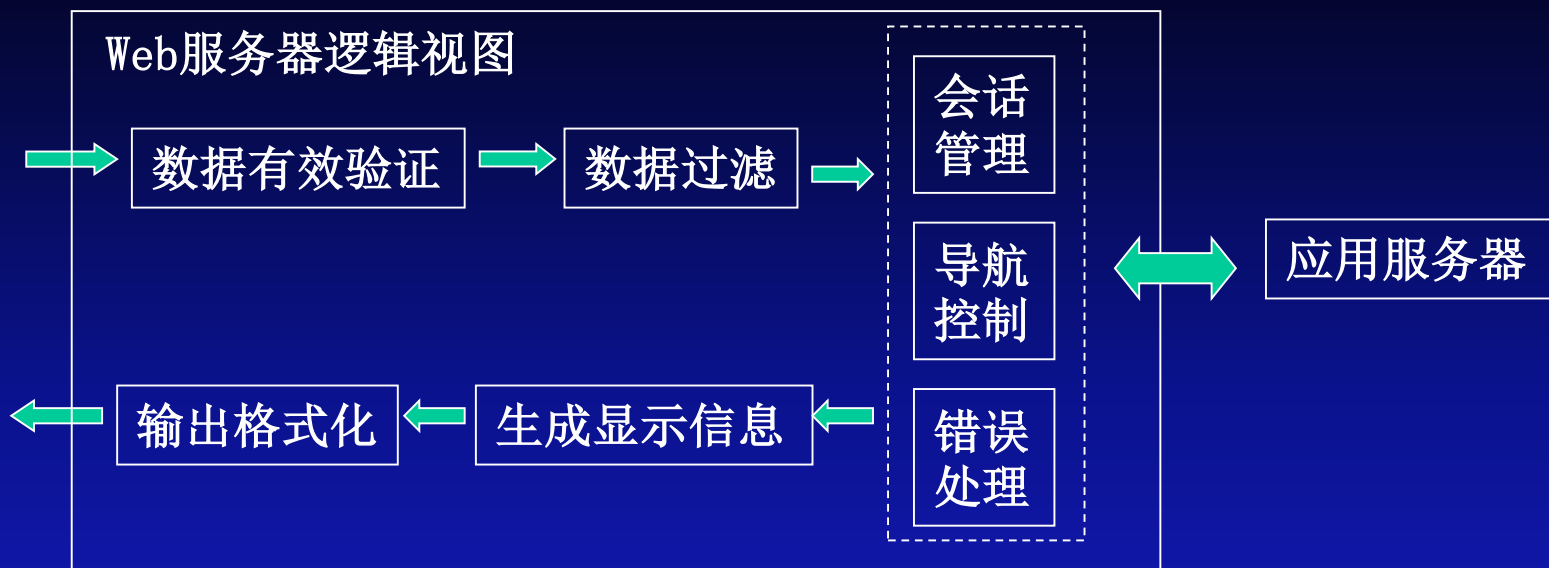 Web服务器逻辑视图
数据有效验证
数据过滤
会话
管理
导航
控制
错误
处理
应用服务器
输出格式化
生成显示信息